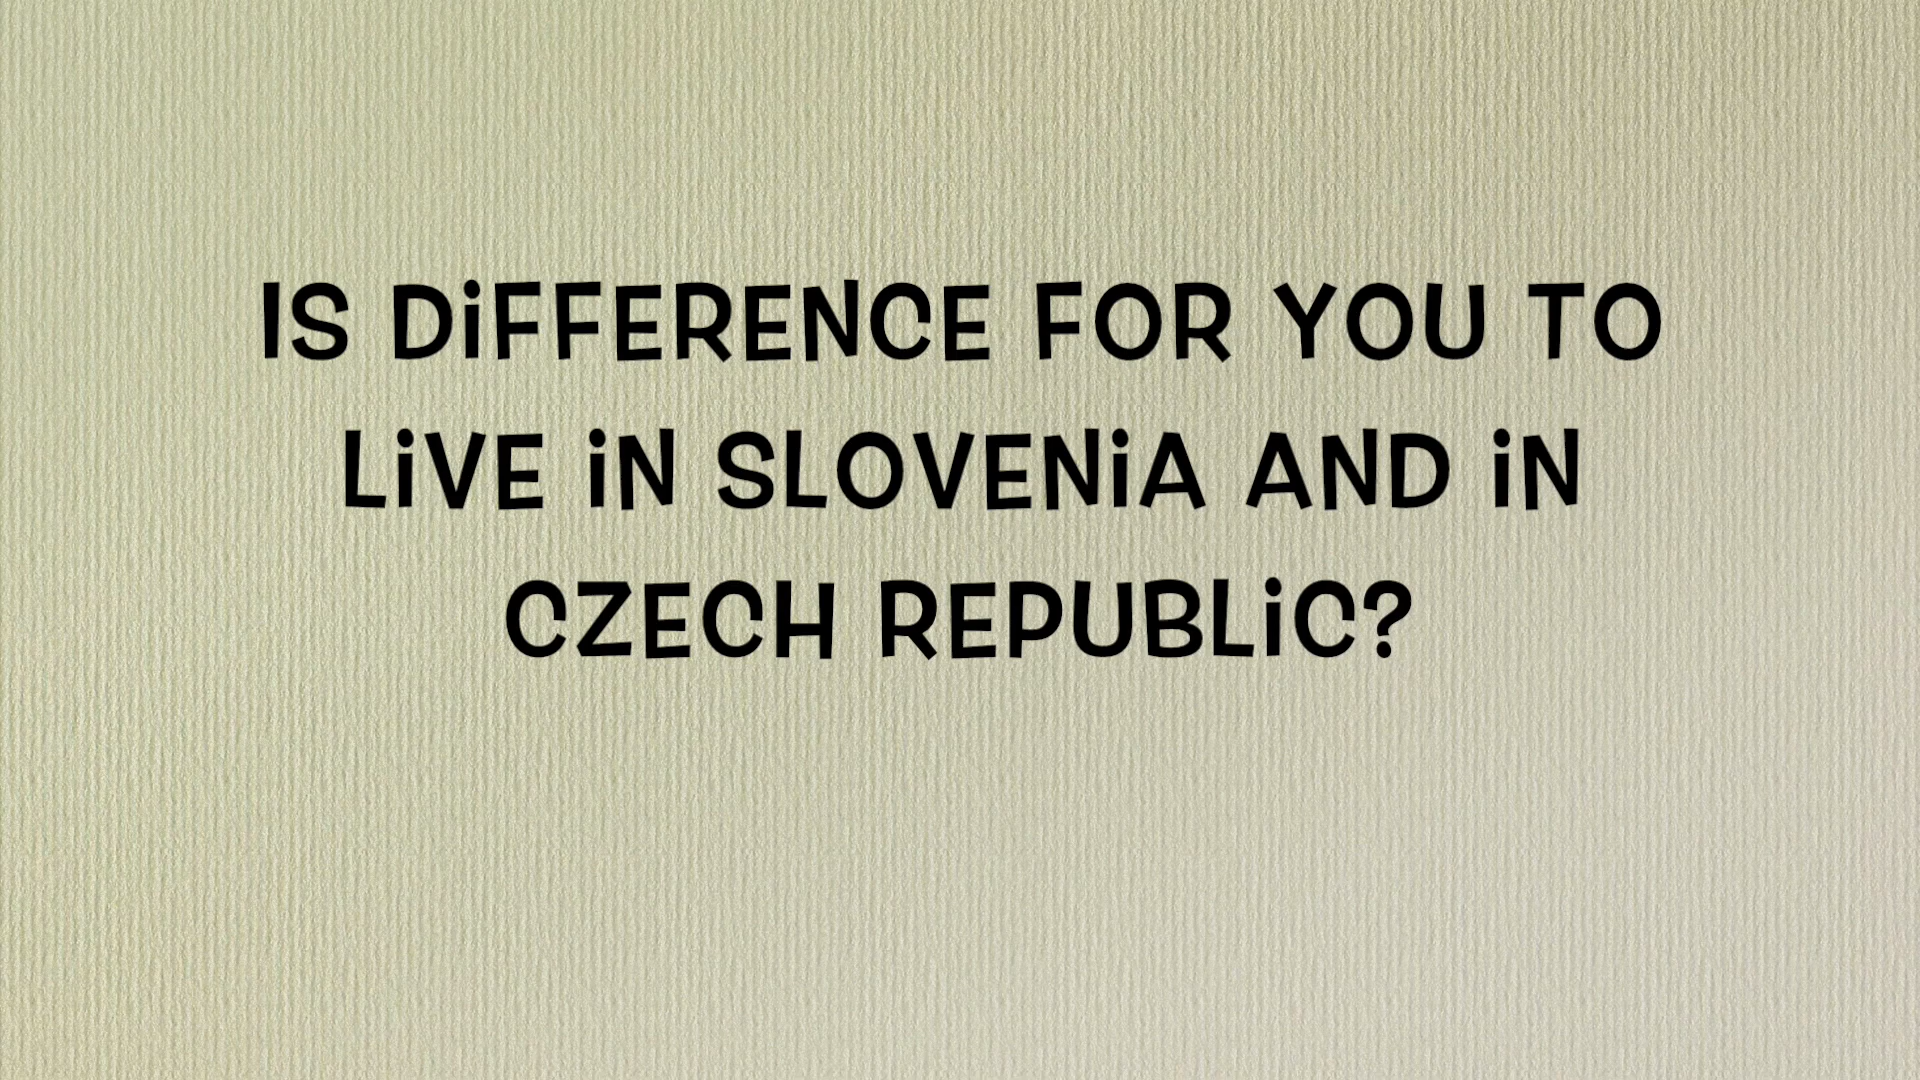 IS DiFFERENCE FOR YOU TO
LiVE iN SLOVENiA AND iN
CZECH REPUBLiC?